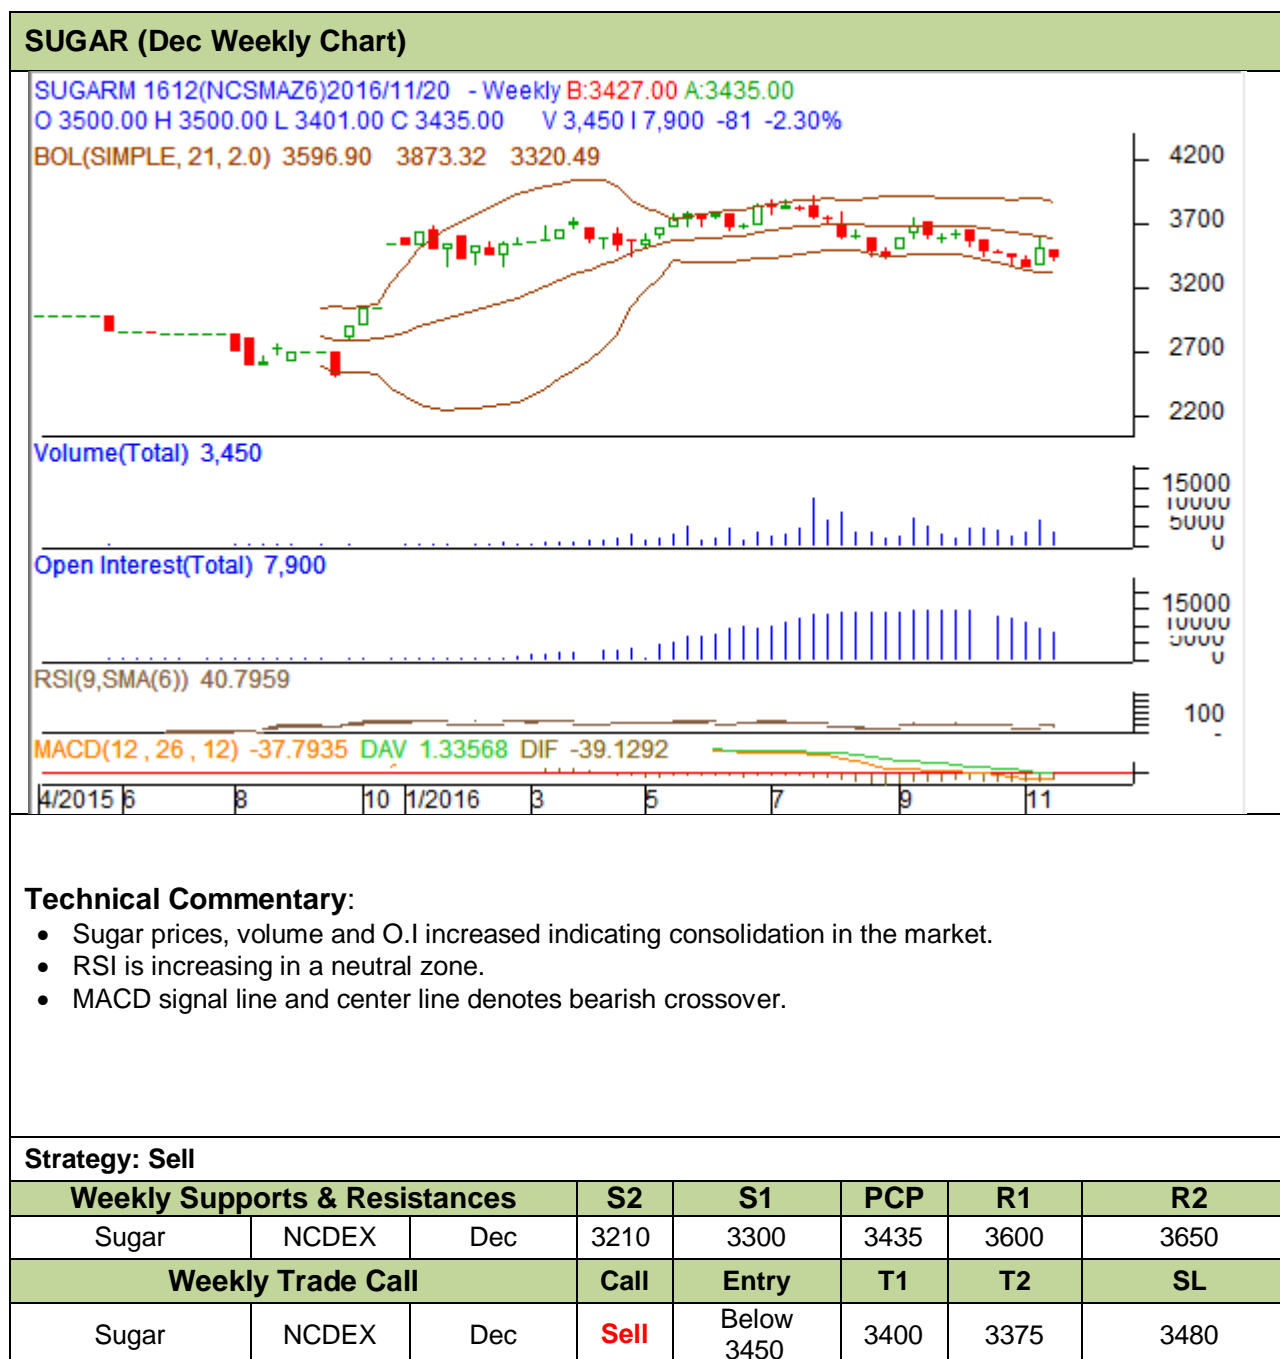 SUGAR (Dec Weekly Chart)
SUGARM 1612(NCSMAZ6)2016/11/20 - Weekly B:3427.00 A:3435.00
O 3500.00 H 3500.00 L 3401.00 C 3435.00 V 3,450 I 7,900 -81 -2.30%
BOL(SIMPLE, 21, 2.0) 3596.90 3873.32 3320.49
4200
3700
3200
2700
2200
Volume(Total) 3,450
15000
10000
5000
0
Open Interest(Total) 7,900
15000
10000
5000
0
RSI(9,SMA(6)) 40.7959
100
MACD(12 , 26 , 12) -37.7935 DAV 1.33568 DIF -39.1292
4/2015 6 8 10 1/2016 3 5 7 9 11
Technical Commentary:
• Sugar prices, volume and O.I increased indicating consolidation in the market.
• RSI is increasing in a neutral zone.
• MACD signal line and center line denotes bearish crossover.
Strategy: Sell
Weekly Supports & Resistances S2 S1 PCP R1 R2
Sugar NCDEX Dec 3210 3300 3435 3600 3650
Weekly Trade Call Call Entry T1 T2 SL
Sugar NCDEX Dec Sell Below 3450 3400 3375 3480